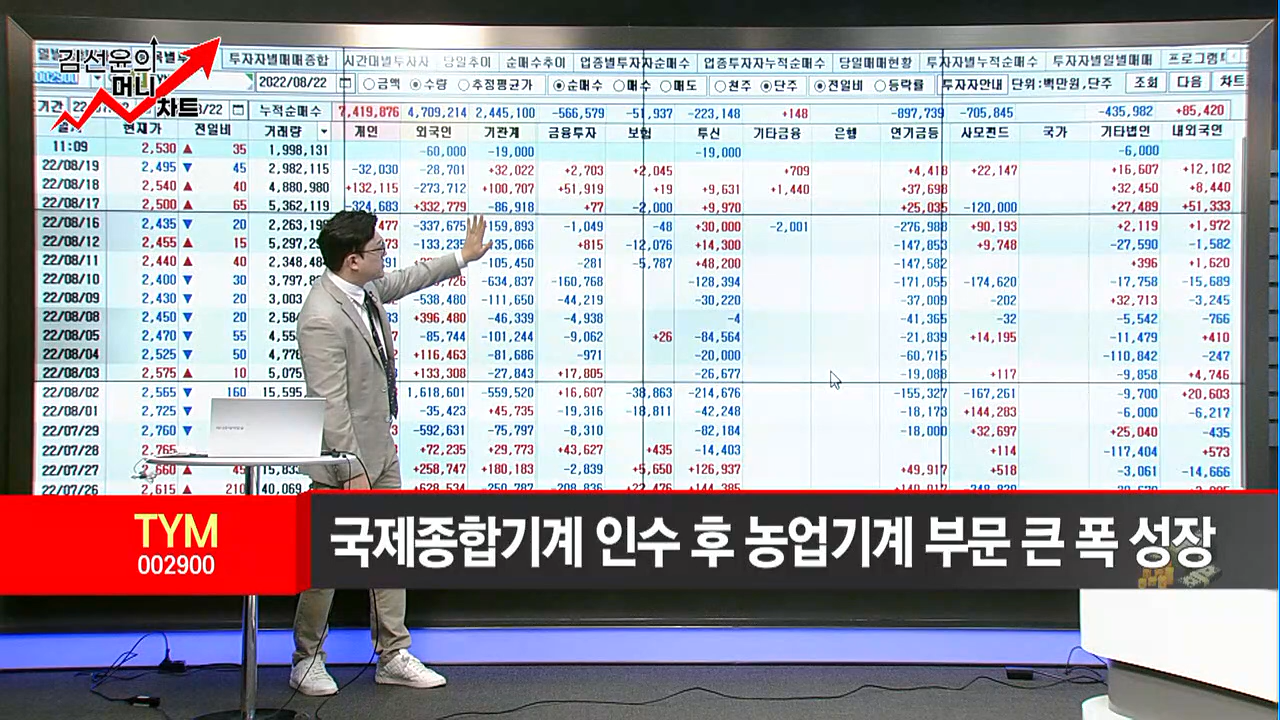 김선윤의
머니
차트
투자자별매매종합 시간대별투자자 당일추이 순매수추이 업종별투자자순매수 업종투자자누적순매수 당일매매현황 투자자별누적순매수 투자자별일별매매
2022/08/22 금액 수량 추정평균가 순매수 매수 매도 천주 단주 전일비 등락률 투자안내 단위:백만원,단주 조회 다음 차트
기간 누적순매수 7,419,876 4,709,214 2,445,100 -566,579 -51,937 -223,148 +148 -897,739 -705,845 -435,982 +85,420
현재가 전일비 거래량 개인 외국인 기관계 금융투자 보험 투신 기타금융 은행 연기금등 사모펀드 국가 기타법인 내외국인
11:09 2,530 ▲ 35 1,998,131 -60,000 -19,000 -19,000 -6,000
22/08/19 2,495 ▼ 45 2,982,115 -32,030 -28,701 +32,022 +2,703 +2,045 +709 +4,418 +22,147 +16,607 +12,102
22/08/18 2,540 ▲ 40 4,880,980 +132,115 -273,712 +100,707 +51,919 +19 +9,631 +1,440 +37,698 +32,450 +8,440
22/08/17 2,500 ▲ 65 5,362,119 -324,683 +332,779 -86,918 +77 -2,000 +9,970 +25,035 -120,000 +27,489 +51,333
22/08/16 2,435 ▼ 20 -337,675 -1,049 -48 +30,000 -2,001 -276,988 +90,193 +2,119 +1,972
22/08/12 2,455 ▲ 15 +815 -12,076 +14,300 -147,853 +9,748 -27,590 -1,582
22/08/11 2,440 ▲ 40 -105,450 -281 -5,787 +48,200 -147,582 +396 +1,620
22/08/10 2,400 ▼ 30 -634,837 -160,768 -128,394 -171,055 -174,620 -17,758 -15,689
22/08/09 2,430 ▼ 20 -538,480 -111,650 -44,219 -30,220 -37,009 -202 +32,713 -3,245
22/08/08 2,450 ▼ 20 +396,480 -46,339 -4,938 -4 -41,365 -32 -5,542 -766
22/08/05 2,470 ▼ 55 -85,744 -101,244 -9,062 +26 -84,564 -21,839 +14,195 -11,479 +410
22/08/04 2,525 ▼ 50 +116,463 -81,686 -971 -20,000 -60,715 -110,842 -247
22/08/03 2,575 ▲ 10 +133,308 -27,843 +17,805 -26,677 -19,088 +117 -9,858 +4,746
22/08/02 2,565 ▼ 160 1,618,601 -559,520 +16,607 -38,863 -214,676 -155,327 -167,261 -9,700 +20,603
22/08/01 2,725 ▼ -35,423 +45,735 -19,316 -18,811 -42,248 -18,173 +144,283 -6,000 -6,217
22/07/29 2,760 ▼ -592,631 -75,797 -8,310 -82,184 -18,000 +32,697 +25,040 -435
22/07/28 2,765 +72,235 +29,773 +43,627 +435 -14,403 +114 -117,404 +573
22/07/27 2,660 ▲ 45 +258,747 +180,183 -2,839 +5,650 +126,937 +49,917 +518 -3,061 -14,666
22/07/26 2,615 ▲ 210
TYM
002900
국제종합기계 인수 후 농업기계 부문 큰 폭 성장